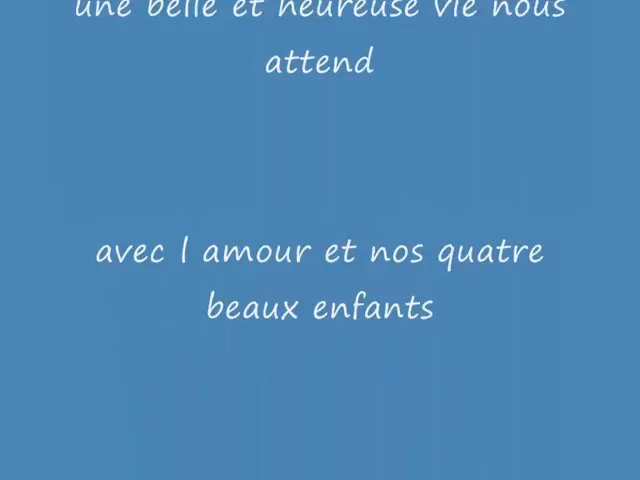 une belle et heureuse vie nous
attend
avec l amour et nos quatre
beaux enfants